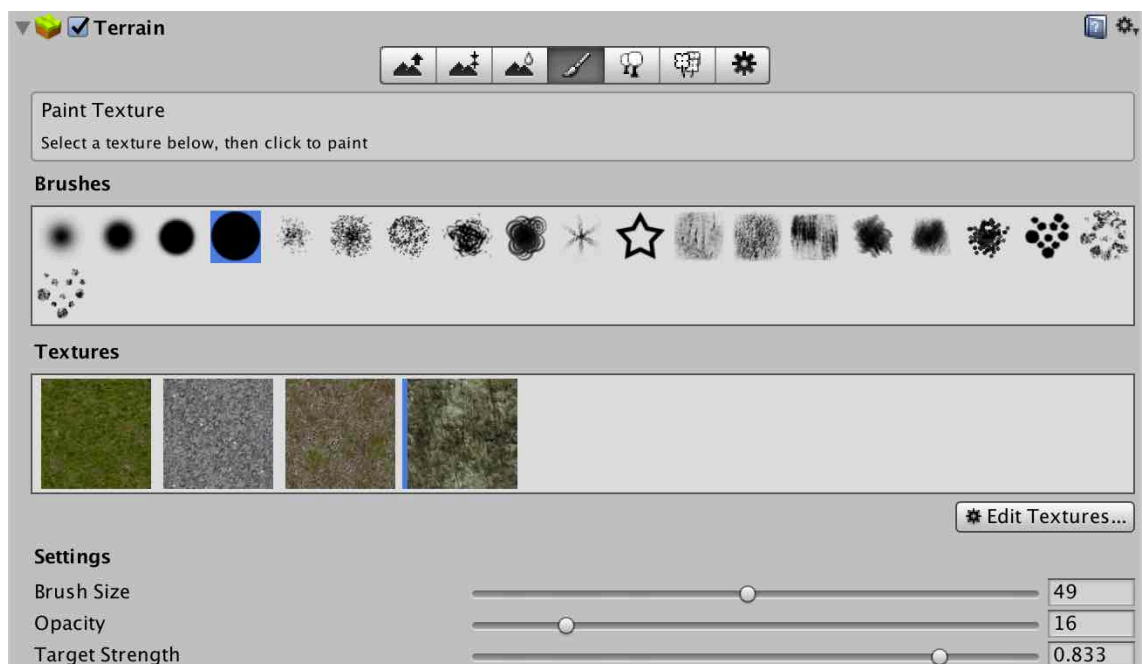 Terrain
Paint Texture
Select a texture below, then click to paint
Brushes
Textures
Edit Textures...
Settings
Brush Size 49
Opacity 16
Target Strength 0.833